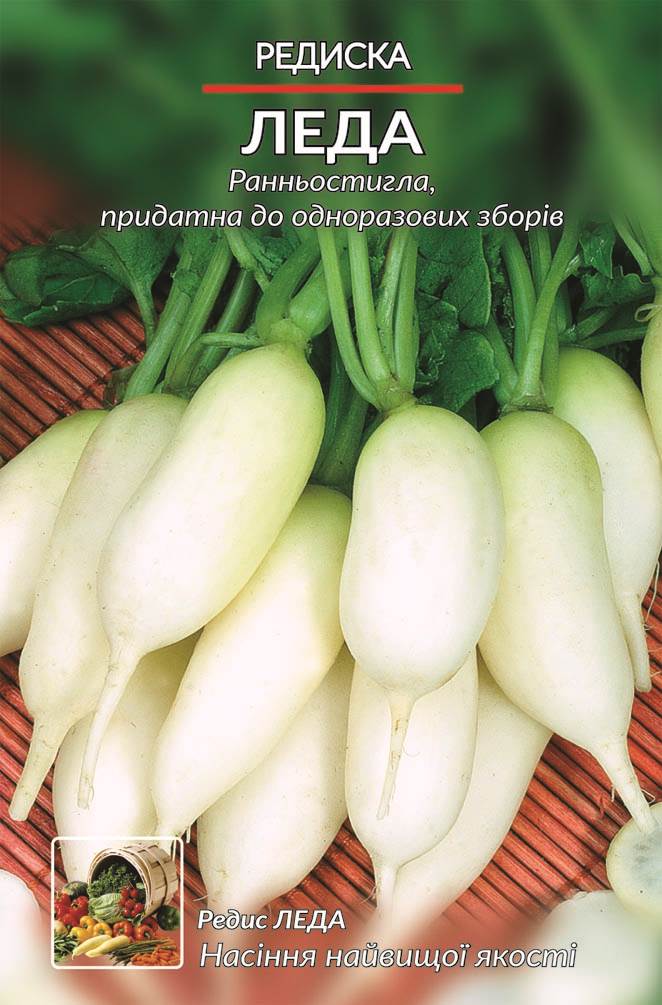 РЕДИСКА
ЛЕДА
Ранньостигла,
придатна до одноразових зборів
Редис ЛЕДА
Насіння найвищої якості